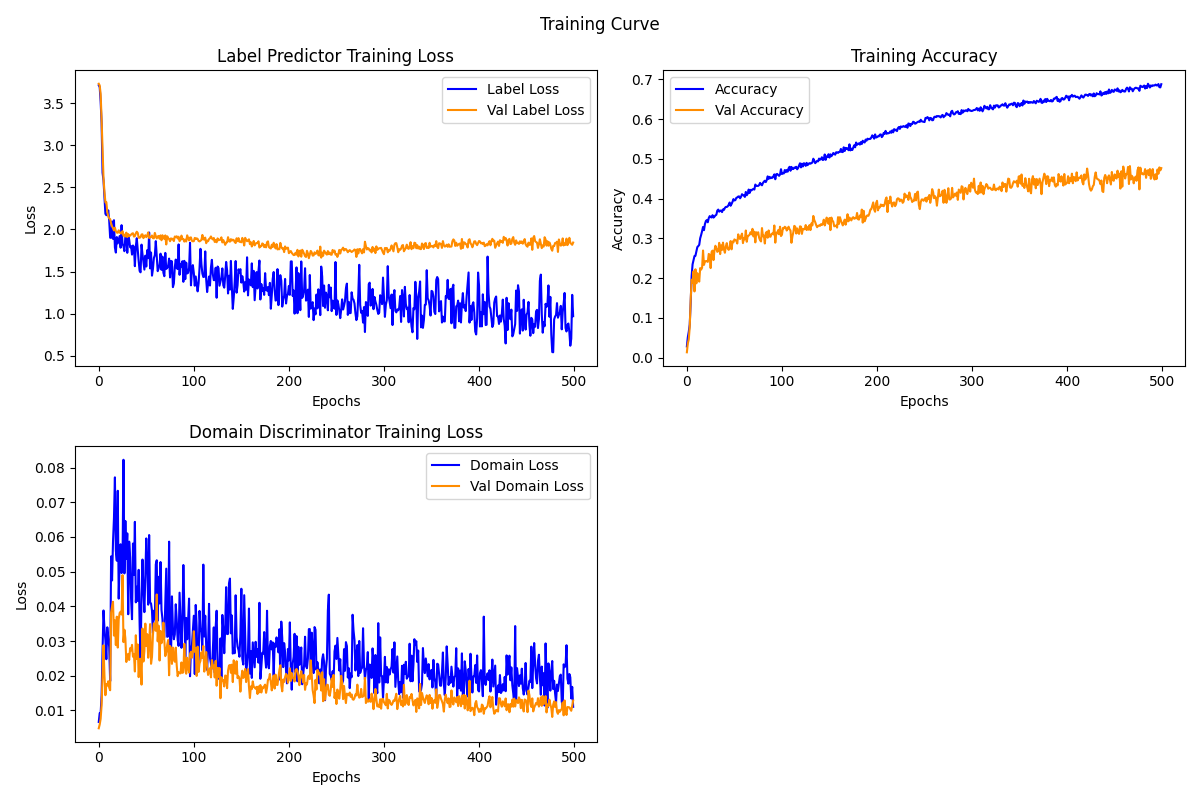 Training Curve
Label Predictor Training Loss
Loss
3.5
3.0
2.5
2.0
1.5
1.0
0.5
Label Loss
Val Label Loss
0 100 200 300 400 500
Epochs
Training Accuracy
Accuracy
0.7
0.6
0.5
0.4
0.3
0.2
0.1
0.0
Accuracy
Val Accuracy
0 100 200 300 400 500
Epochs
Domain Discriminator Training Loss
Loss
0.08
0.07
0.06
0.05
0.04
0.03
0.02
0.01
Domain Loss
Val Domain Loss
0 100 200 300 400 500
Epochs